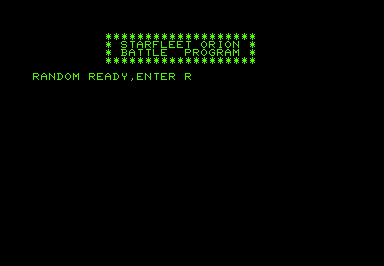 *******************
* STARFLEET ORION *
* BATTLE  PROGRAM *
*******************
RANDOM READY,ENTER R